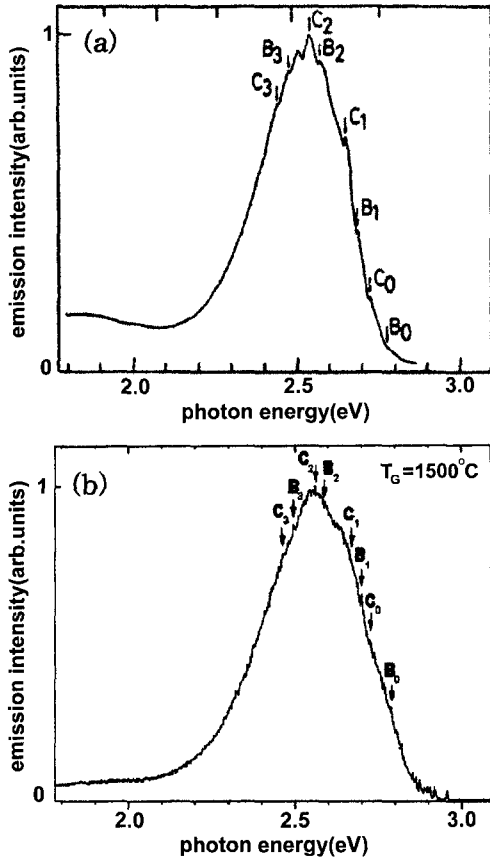 (a)
1
C2
B3
B2
C3
C1
B1
C0
B0
0
emission intensity(arb.units)
2.0 2.5 3.0
photon energy(eV)
(b)
TG=1500°C
1
C2
B3
B2
C3
C1
B1
C0
B0
0
emission intensity(arb.units)
2.0 2.5 3.0
photon energy(eV)